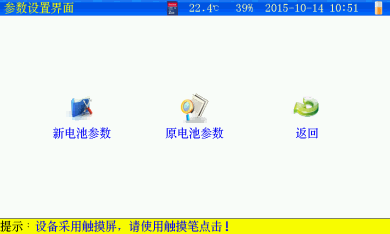 参数设置界面 22.4℃ 39% 2015-10-14 10:51
新电池参数 原电池参数 返回
提示：设备采用触摸屏，请使用触摸笔点击！